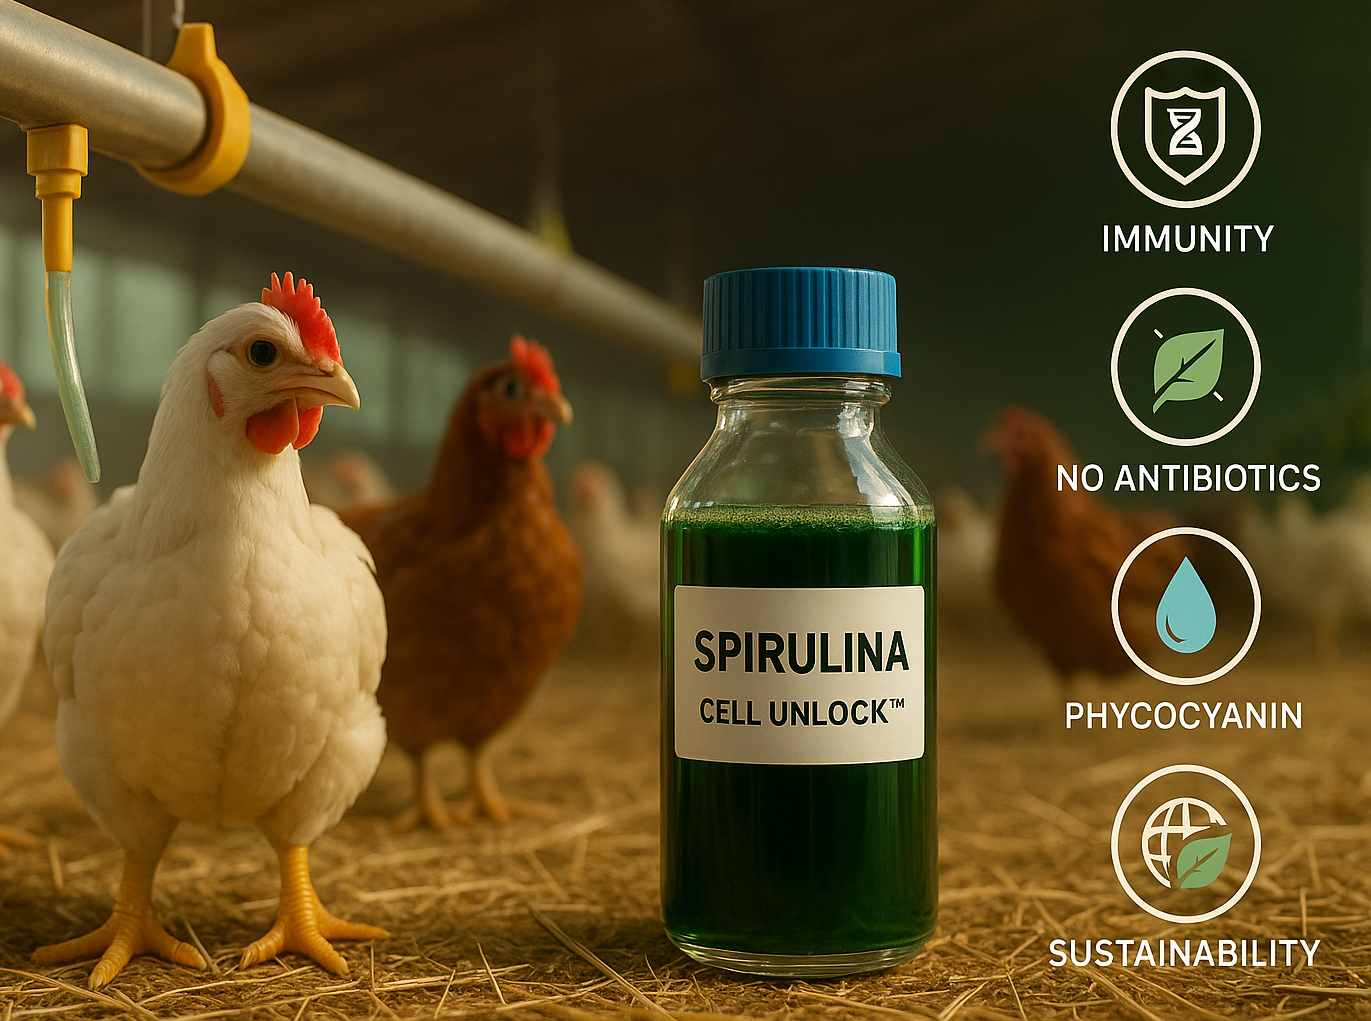 SPIRULINA
CELL UNLOCK™
IMMUNITY
NO ANTIBIOTICS
PHYCOCYANIN
SUSTAINABILITY